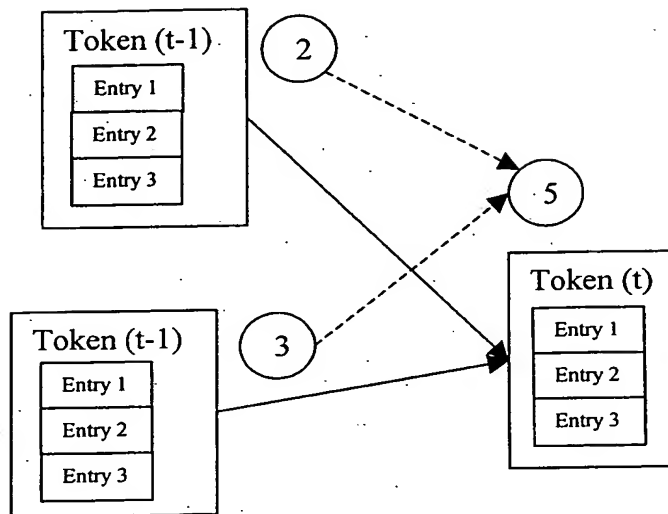 Token (t-1)
Entry 1
Entry 2
Entry 3
2
5
Token (t-1)
Entry 1
Entry 2
Entry 3
3
Token (t)
Entry 1
Entry 2
Entry 3